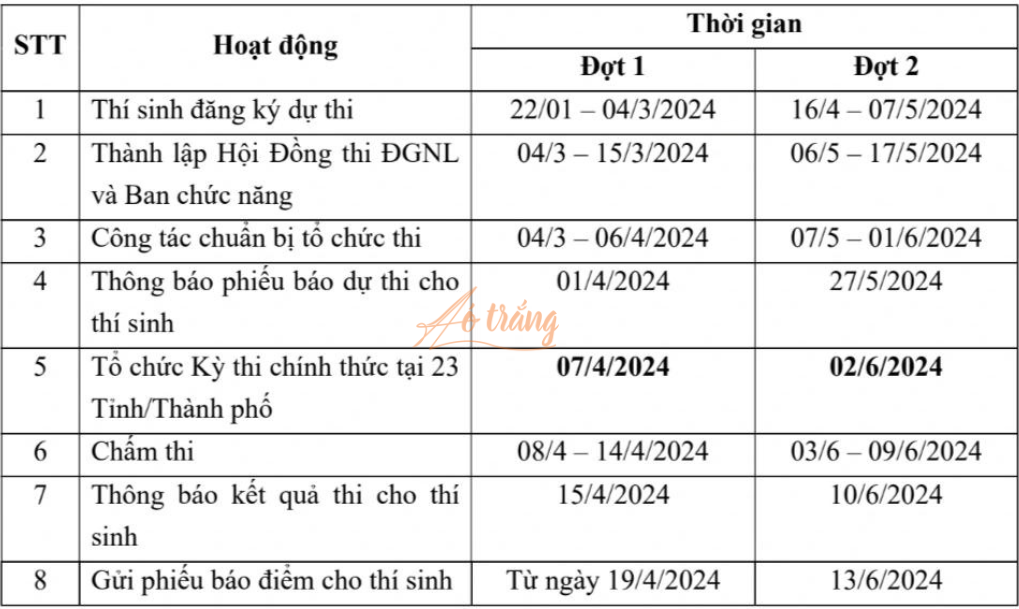 STT
Hoạt động
Thời gian
Đợt 1
Đợt 2
1
Thí sinh đăng ký dự thi
22/01 – 04/3/2024
16/4 – 07/5/2024
2
Thành lập Hội Đồng thi ĐGNL
và Ban chức năng
04/3 – 15/3/2024
06/5 – 17/5/2024
3
Công tác chuẩn bị tổ chức thi
04/3 – 06/4/2024
07/5 – 01/6/2024
4
Thông báo phiếu báo dự thi cho
thí sinh
01/4/2024
27/5/2024
Áo trắng
5
Tổ chức Kỳ thi chính thức tại 23
Tỉnh/Thành phố
07/4/2024
02/6/2024
6
Chấm thi
08/4 – 14/4/2024
03/6 – 09/6/2024
7
Thông báo kết quả thi cho thí
sinh
15/4/2024
10/6/2024
8
Gửi phiếu báo điểm cho thí sinh
Từ ngày 19/4/2024
13/6/2024